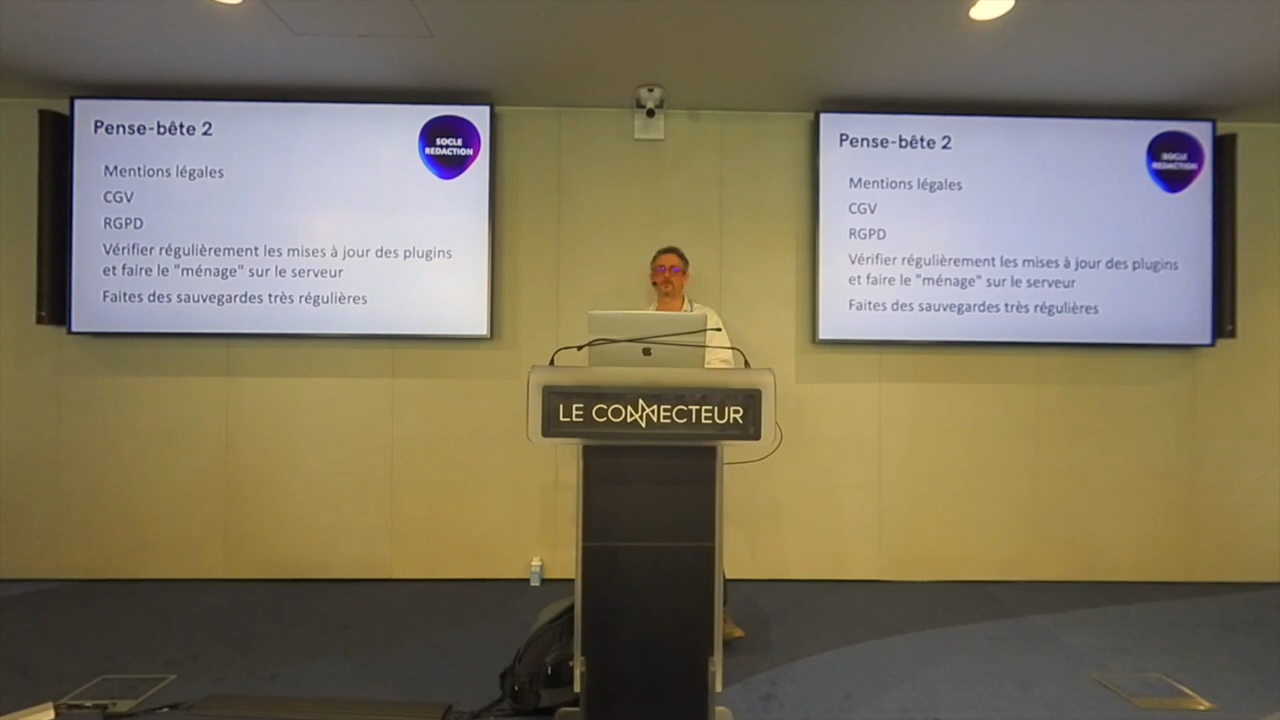 Pense-bête 2
SOCLE
REDACTION
Mentions légales
CGV
RGPD
Vérifier régulièrement les mises à jour des plugins
et faire le "ménage" sur le serveur
Faites des sauvegardes très régulières
Pense-bête 2
SOCLE
REDACTION
Mentions légales
CGV
RGPD
Vérifier régulièrement les mises à jour des plugins
et faire le "ménage" sur le serveur
Faites des sauvegardes très régulières
LE CONNECTEUR